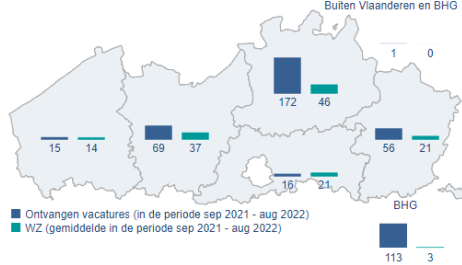 Buiten Vlaanderen en BHG
1 0
172 46
15 14
69 37
56 21
16 21
Ontvangen vacatures (in de periode sep 2021 - aug 2022)
WZ (gemiddelde in de periode sep 2021 - aug 2022)
BHG
113 3